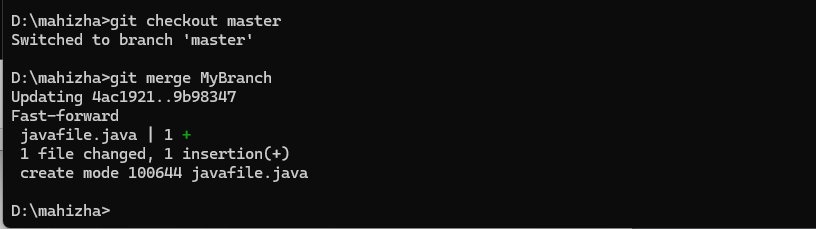 D:\mahizha>git checkout master
Switched to branch 'master'
D:\mahizha>git merge MyBranch
Updating 4ac1921..9b98347
Fast-forward
 javafile.java | 1 +
 1 file changed, 1 insertion(+)
 create mode 100644 javafile.java
D:\mahizha>